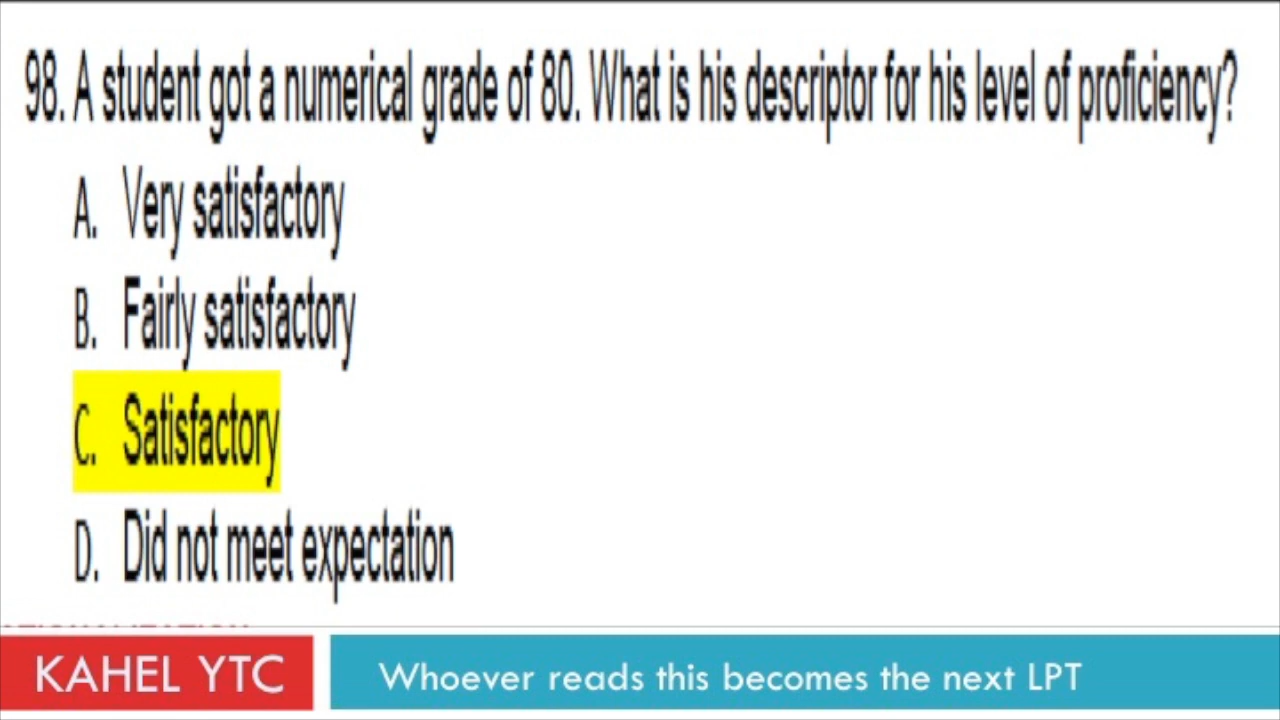 98. A student got a numerical grade of 80. What is his descriptor for his level of proficiency?
A. Very satisfactory
B. Fairly satisfactory
C. Satisfactory
D. Did not meet expectation
KAHEL YTC
Whoever reads this becomes the next LPT